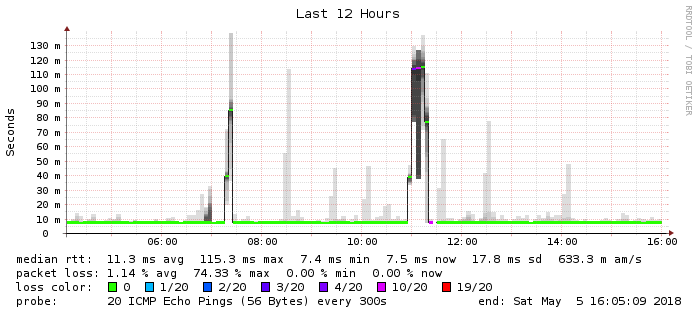 Last 12 Hours
RRDTOOL / TOBI OETIKER
Seconds
130 m
120 m
110 m
100 m
90 m
80 m
70 m
60 m
50 m
40 m
30 m
20 m
10 m
0
06:00 08:00 10:00 12:00 14:00 16:00
median rtt: 11.3 ms avg 115.3 ms max 7.4 ms min 7.5 ms now 17.8 ms sd 633.3 m am/s
packet loss: 1.14 % avg 74.33 % max 0.00 % min 0.00 % now
loss color: 0 1/20 2/20 3/20 4/20 10/20 19/20
probe: 20 ICMP Echo Pings (56 Bytes) every 300s end: Sat May 5 16:05:09 2018